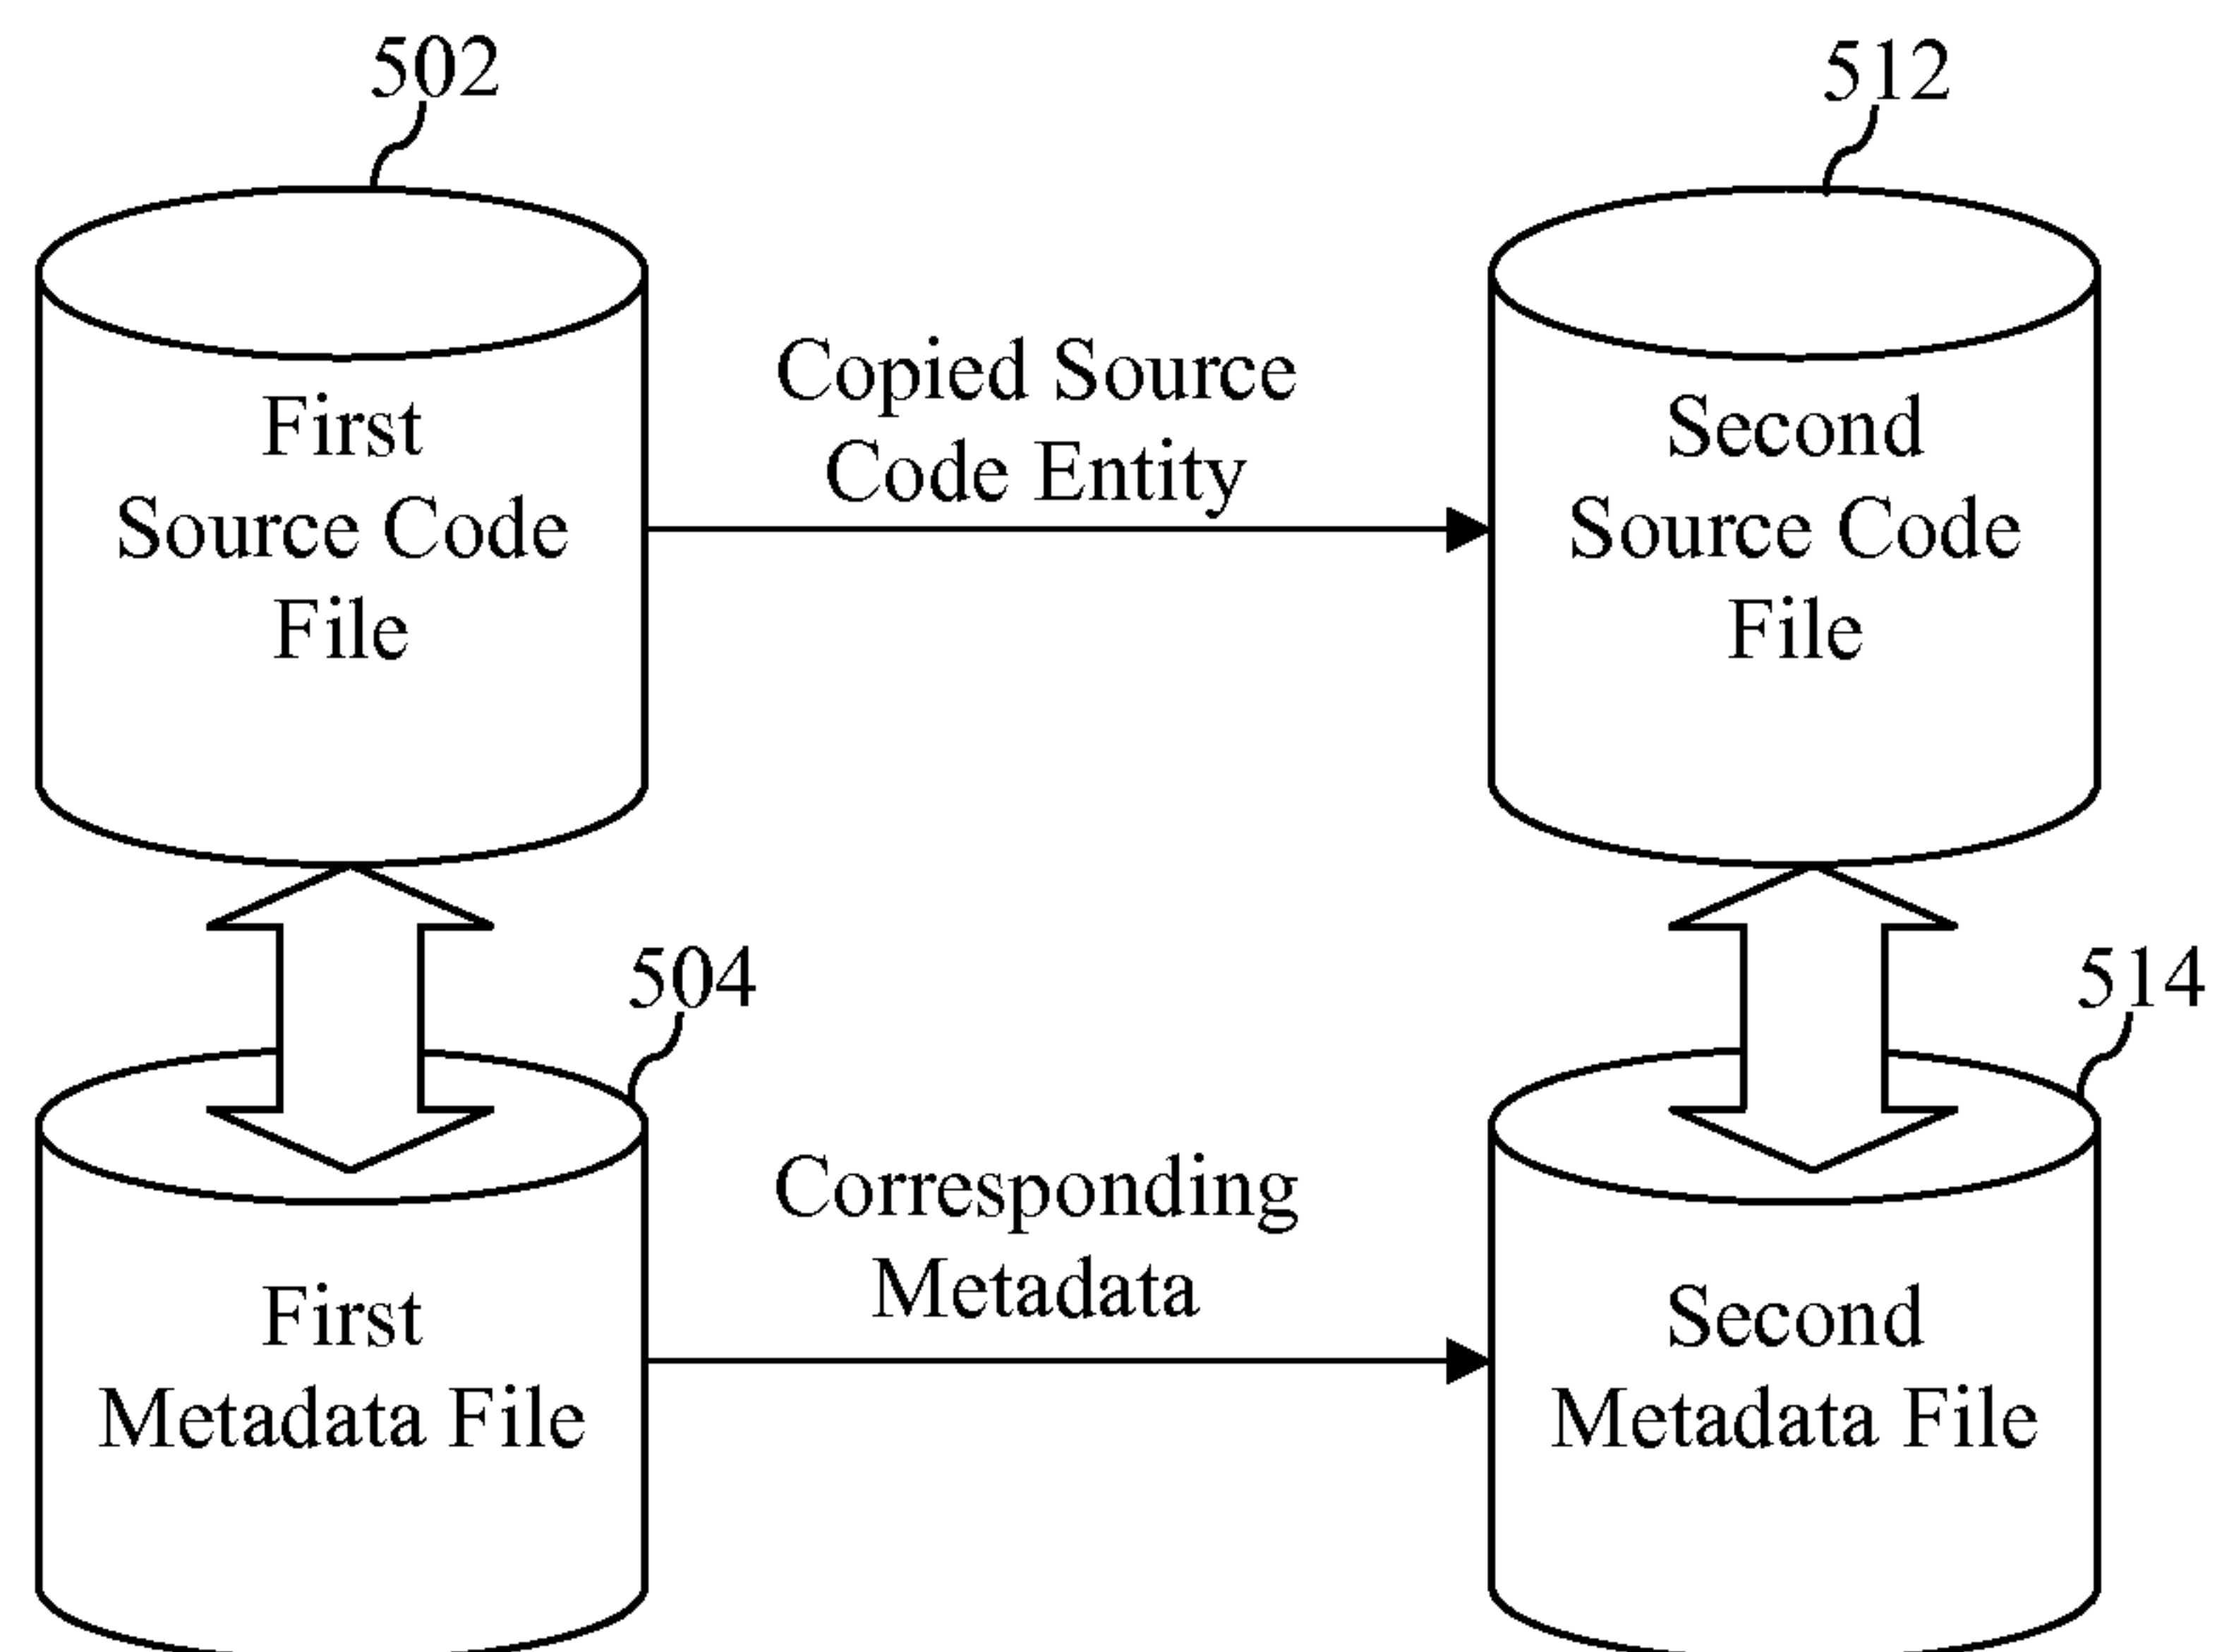 502
512
First
Source Code
File
Copied Source
Code Entity
Second
Source Code
File
504
514
First
Metadata File
Corresponding
Metadata
Second
Metadata File